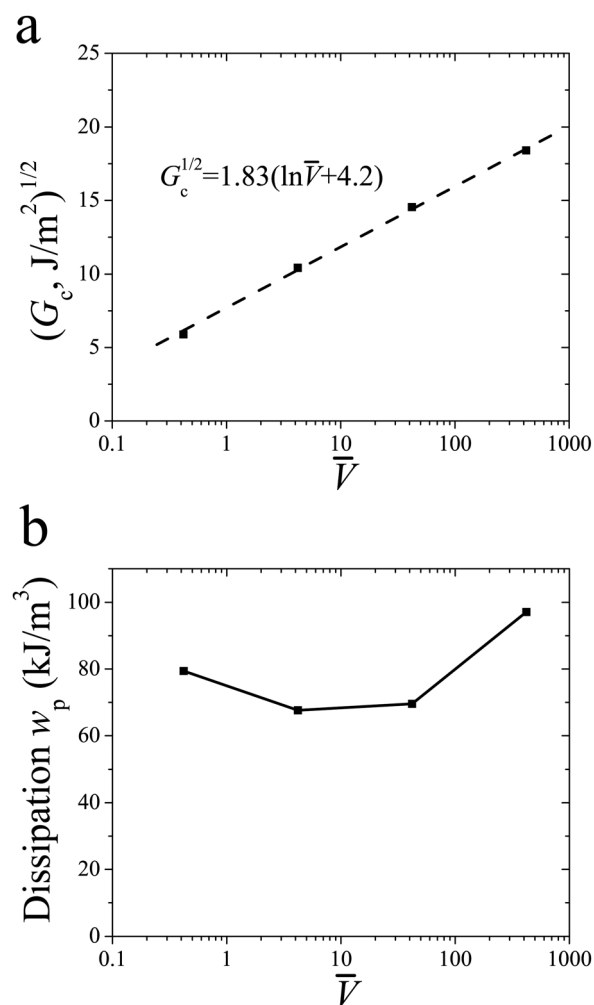 a
25
20
15
10
5
0
(G_c, J/m^2)^{1/2}
G_c^{1/2}=1.83(ln V̅+4.2)
0.1 1 10 100 1000
V̅
b
100
80
60
40
20
0
Dissipation w_p (kJ/m^3)
0.1 1 10 100 1000
V̅